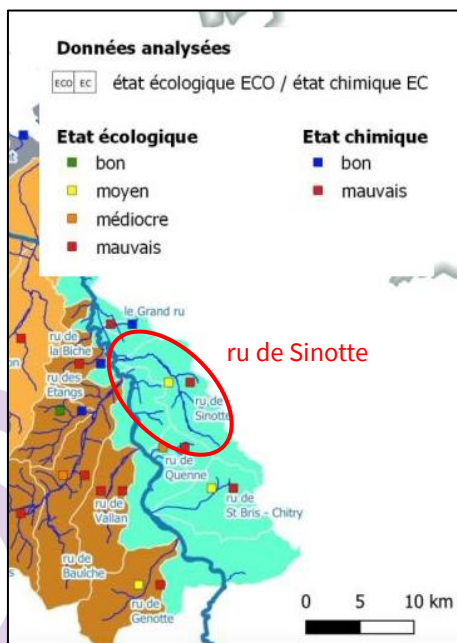 Données analysées
ECO EC état écologique ECO / état chimique EC
Etat écologique
bon
moyen
médiocre
mauvais
Etat chimique
bon
mauvais
le Grand ru
ru de
la Biche
ru des
Etangs
ru de Sinotte
ru de
Sinotte
ru de
Quenne
ru de
Vallan
ru de
St Bris - Chitry
ru de
Baulche
ru de
Genotte
0 5 10 km